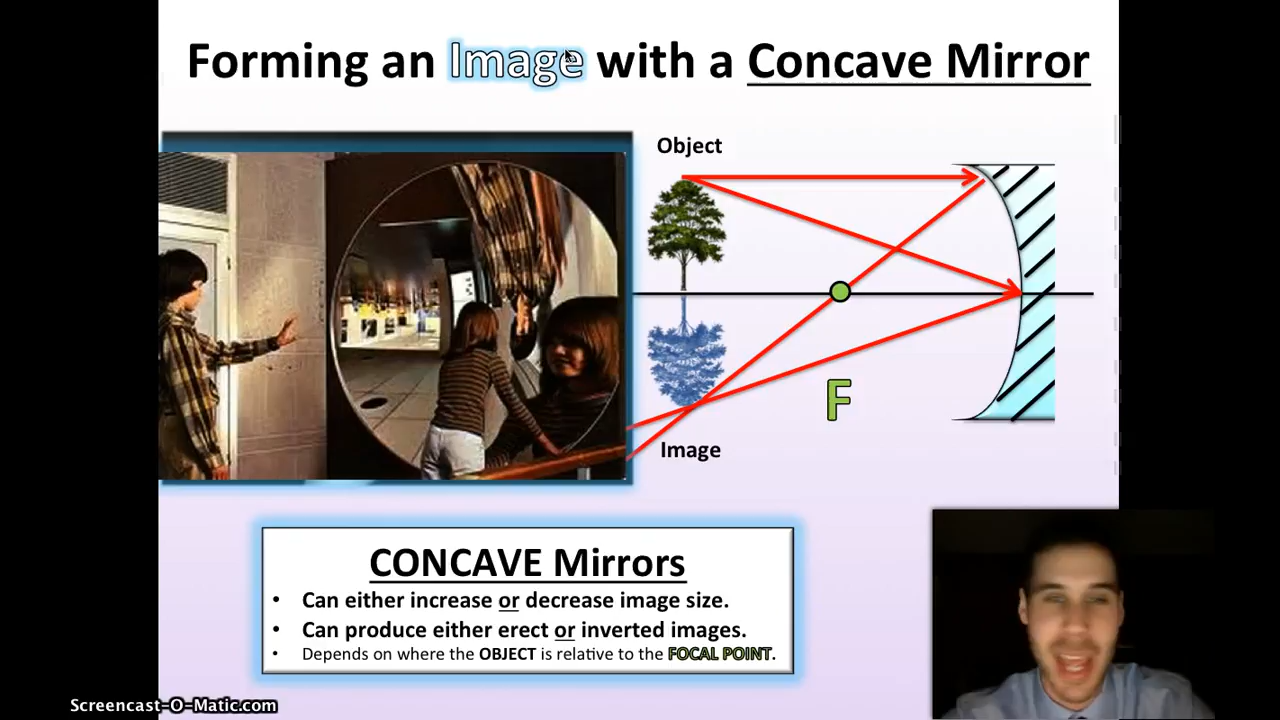 Forming an Image with a Concave Mirror
Object
F
Image
CONCAVE Mirrors
• Can either increase or decrease image size.
• Can produce either erect or inverted images.
• Depends on where the OBJECT is relative to the FOCAL POINT.
Screencast-O-Matic.com